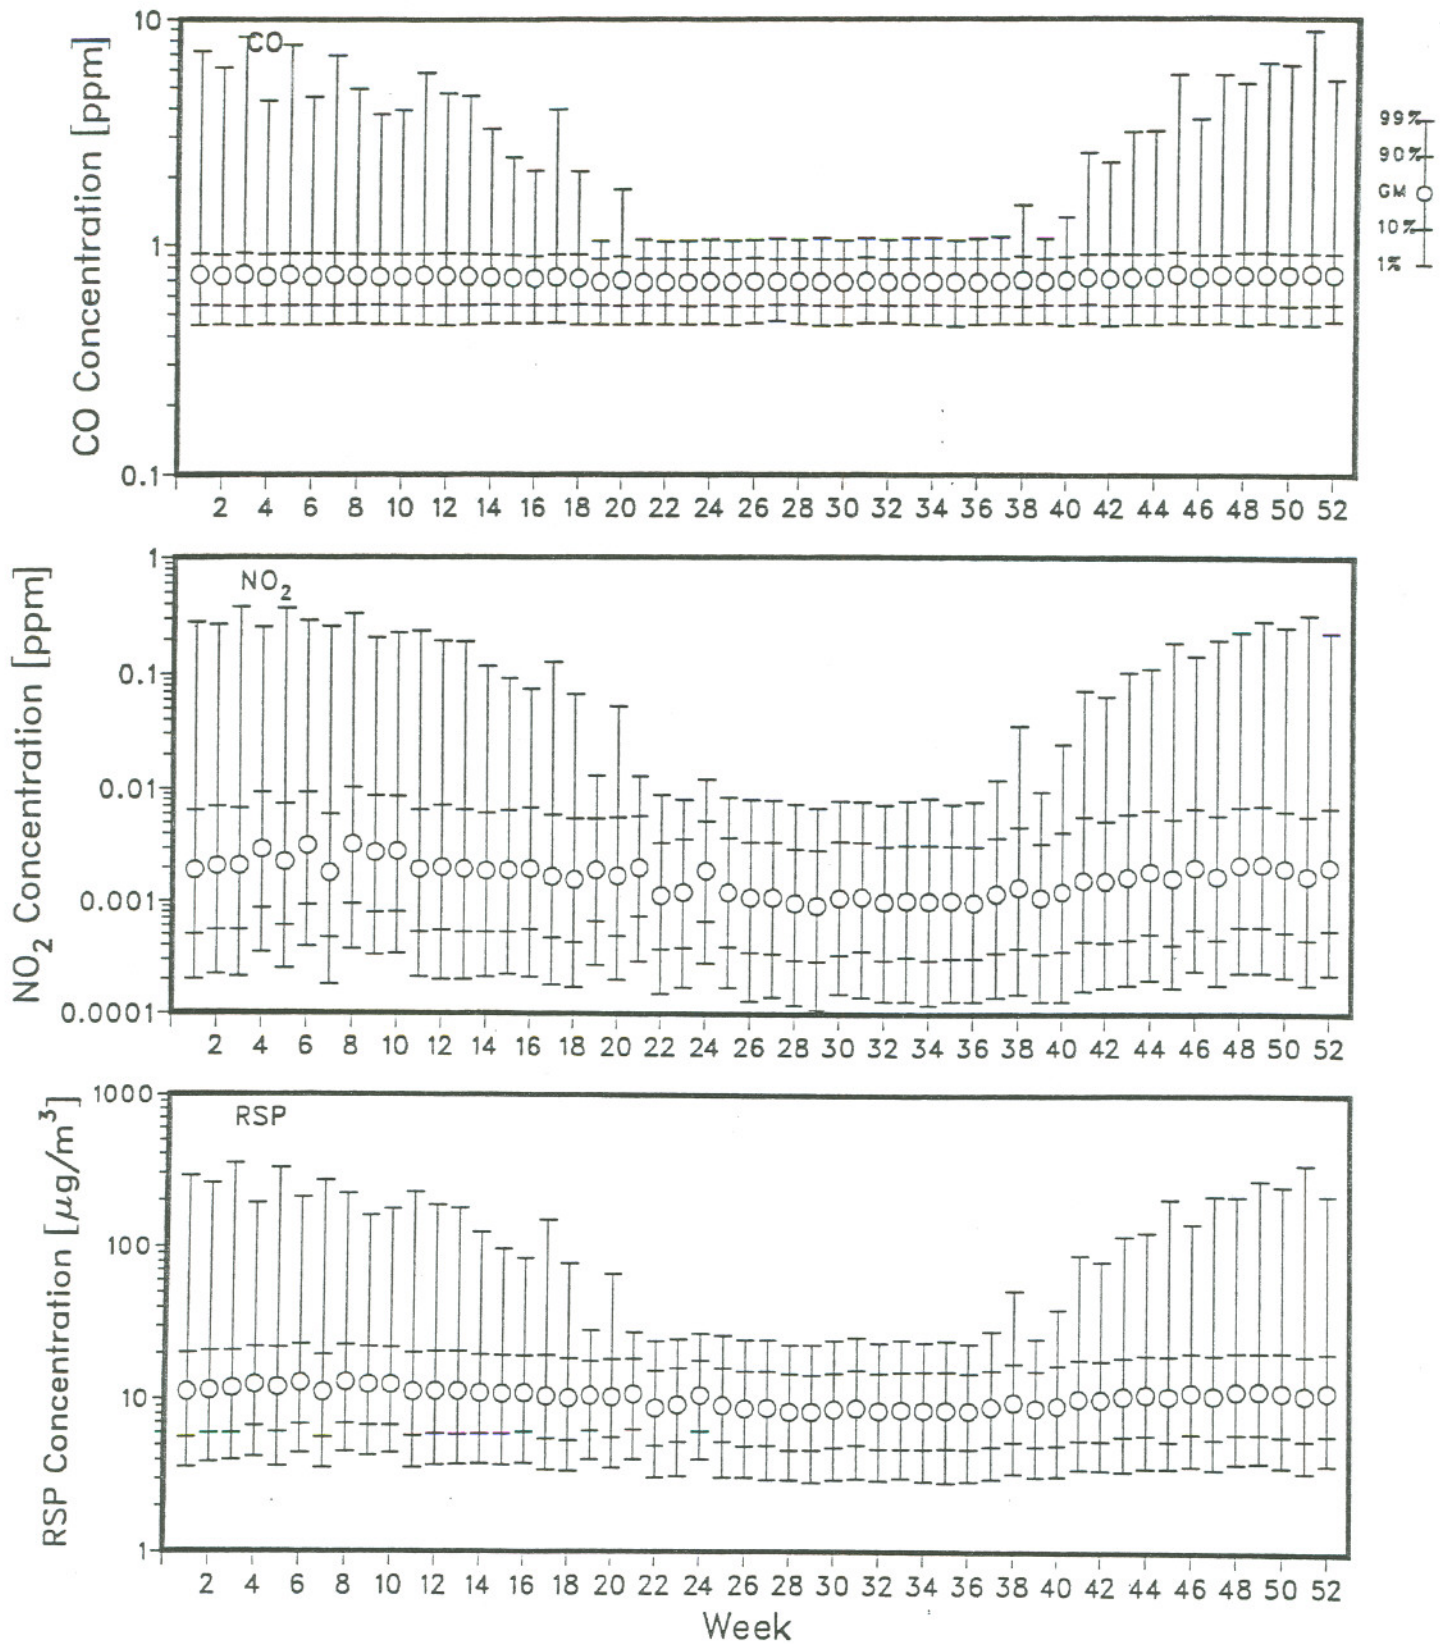 CO Concentration [ppm]
CO
10
1
0.1
2 4 6 8 10 12 14 16 18 20 22 24 26 28 30 32 34 36 38 40 42 44 46 48 50 52
99%
90%
GM
10%
1%
NO₂ Concentration [ppm]
NO₂
1
0.1
0.01
0.001
0.0001
2 4 6 8 10 12 14 16 18 20 22 24 26 28 30 32 34 36 38 40 42 44 46 48 50 52
RSP Concentration [µg/m³]
RSP
1000
100
10
1
2 4 6 8 10 12 14 16 18 20 22 24 26 28 30 32 34 36 38 40 42 44 46 48 50 52
Week